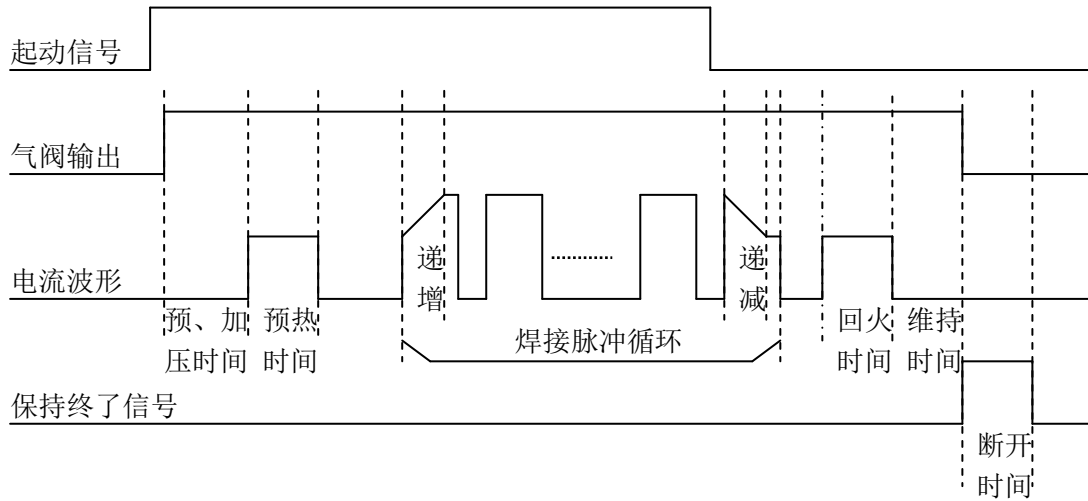 起动信号
气阀输出
电流波形
递
增
递
减
预、加
压时间
预热
时间
焊接脉冲循环
回火
时间
维持
时间
保持终了信号
断开
时间